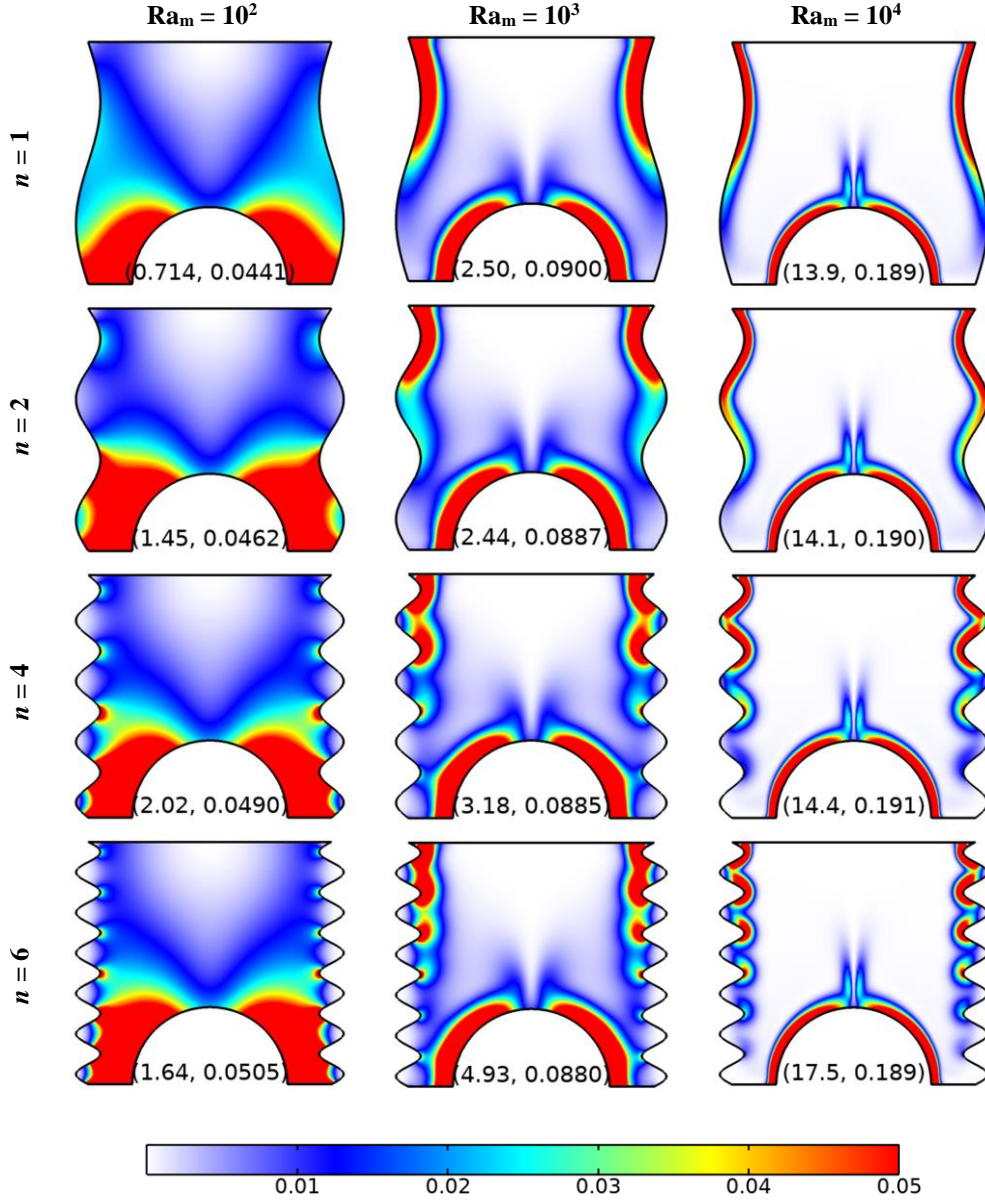 Raₘ = 10² Raₘ = 10³ Raₘ = 10⁴
n = 1
(0.714, 0.0441) (2.50, 0.0900) (13.9, 0.189)
n = 2
(1.45, 0.0462) (2.44, 0.0887) (14.1, 0.190)
n = 4
(2.02, 0.0490) (3.18, 0.0885) (14.4, 0.191)
n = 6
(1.64, 0.0505) (4.93, 0.0880) (17.5, 0.189)
0.01 0.02 0.03 0.04 0.05